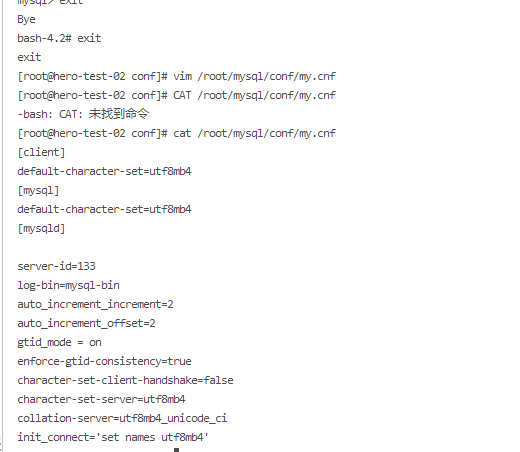 mysql> exit
Bye
bash-4.2# exit
exit
[root@hero-test-02 conf]# vim /root/mysql/conf/my.cnf
[root@hero-test-02 conf]# CAT /root/mysql/conf/my.cnf
-bash: CAT: 未找到命令
[root@hero-test-02 conf]# cat /root/mysql/conf/my.cnf
[client]
default-character-set=utf8mb4
[mysql]
default-character-set=utf8mb4
[mysqld]
server-id=133
log-bin=mysql-bin
auto_increment_increment=2
auto_increment_offset=2
gtid_mode = on
enforce-gtid-consistency=true
character-set-client-handshake=false
character-set-server=utf8mb4
collation-server=utf8mb4_unicode_ci
init_connect='set names utf8mb4'